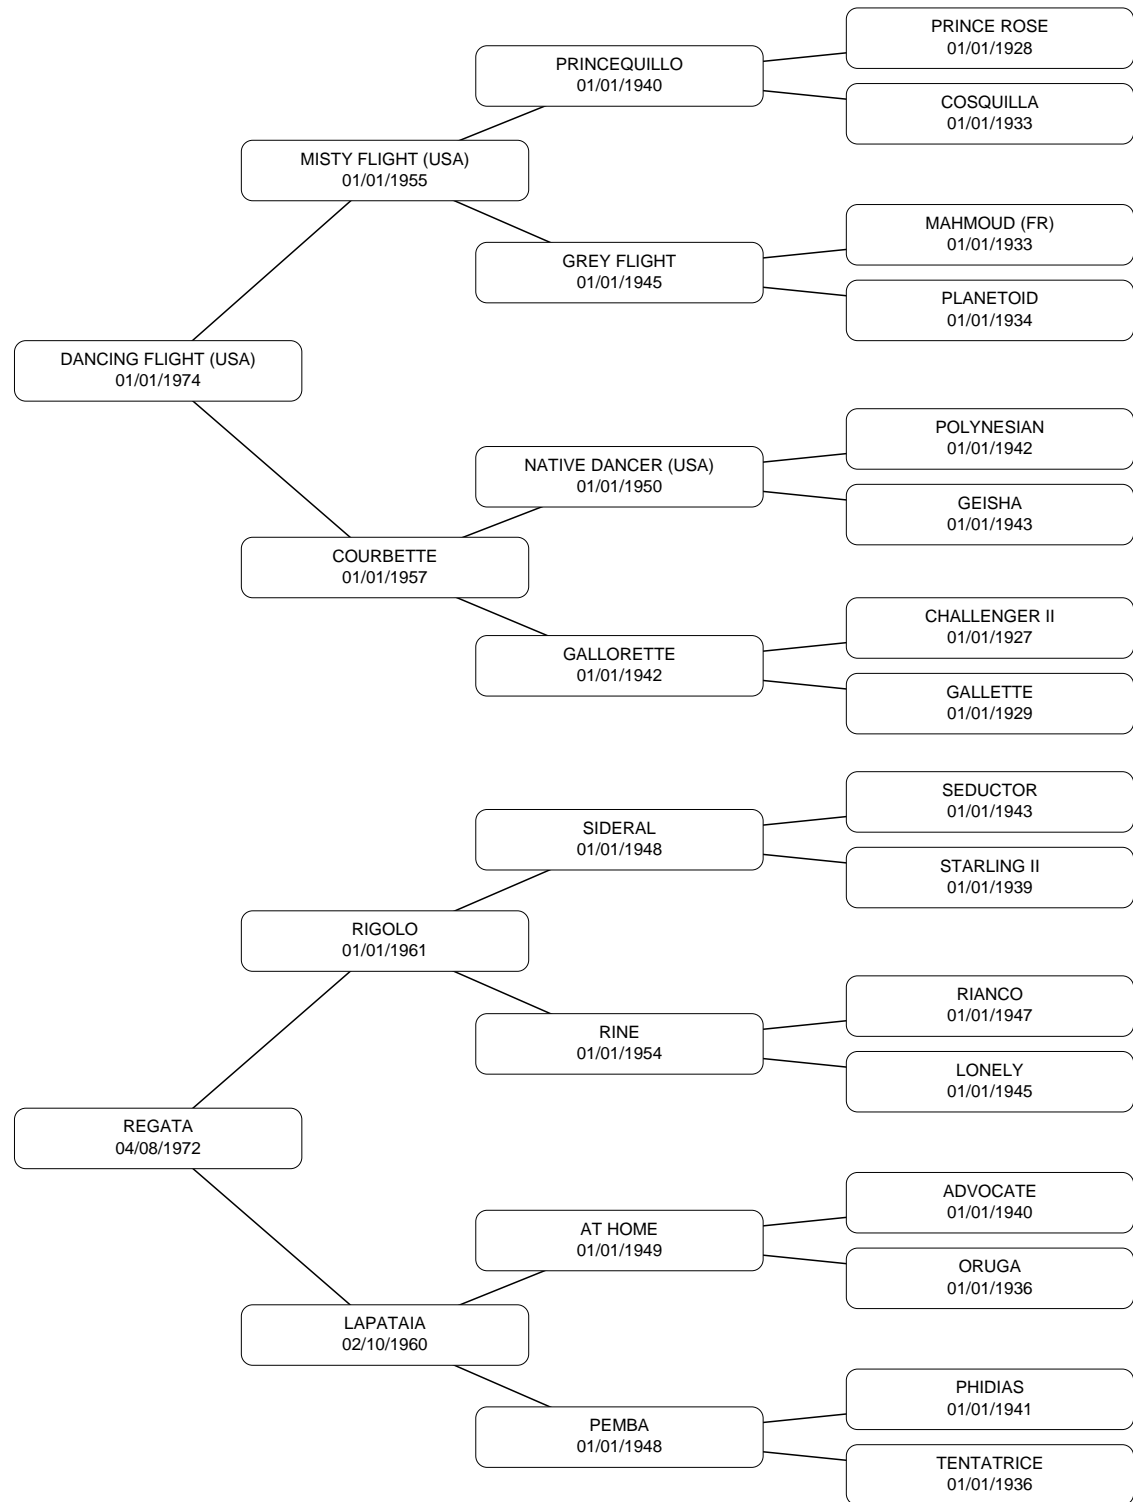 PRINCE ROSE
01/01/1928
PRINCEQUILLO
01/01/1940
COSQUILLA
01/01/1933
MISTY FLIGHT (USA)
01/01/1955
MAHMOUD (FR)
01/01/1933
GREY FLIGHT
01/01/1945
PLANETOID
01/01/1934
DANCING FLIGHT (USA)
01/01/1974
POLYNESIAN
01/01/1942
NATIVE DANCER (USA)
01/01/1950
GEISHA
01/01/1943
COURBETTE
01/01/1957
CHALLENGER II
01/01/1927
GALLORETTE
01/01/1942
GALLETTE
01/01/1929
SEDUCTOR
01/01/1943
SIDERAL
01/01/1948
STARLING II
01/01/1939
RIGOLO
01/01/1961
RIANCO
01/01/1947
RINE
01/01/1954
LONELY
01/01/1945
REGATA
04/08/1972
ADVOCATE
01/01/1940
AT HOME
01/01/1949
ORUGA
01/01/1936
LAPATAIA
02/10/1960
PHIDIAS
01/01/1941
PEMBA
01/01/1948
TENTATRICE
01/01/1936